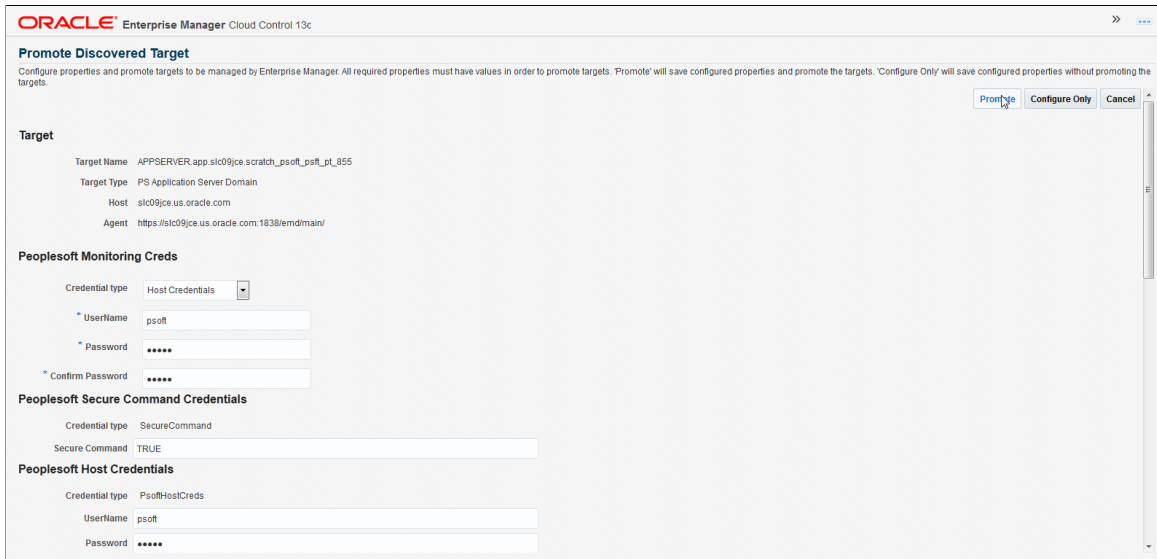 ORACLE Enterprise Manager Cloud Control 13c
Promote Discovered Target
Configure properties and promote targets to be managed by Enterprise Manager. All required properties must have values in order to promote targets. 'Promote' will save configured properties and promote the targets. 'Configure Only' will save configured properties without promoting the
targets.
Promote Configure Only Cancel
Target
Target Name APPSERVER.app.slc09jce.scratch_psoft_psft_pt_855
Target Type PS Application Server Domain
Host slc09jce.us.oracle.com
Agent https://slc09jce.us.oracle.com:1838/emd/main/
Peoplesoft Monitoring Creds
Credential type Host Credentials
* UserName psoft
* Password •••••
* Confirm Password •••••
Peoplesoft Secure Command Credentials
Credential type SecureCommand
Secure Command TRUE
Peoplesoft Host Credentials
Credential type PsoftHostCreds
UserName psoft
Password •••••